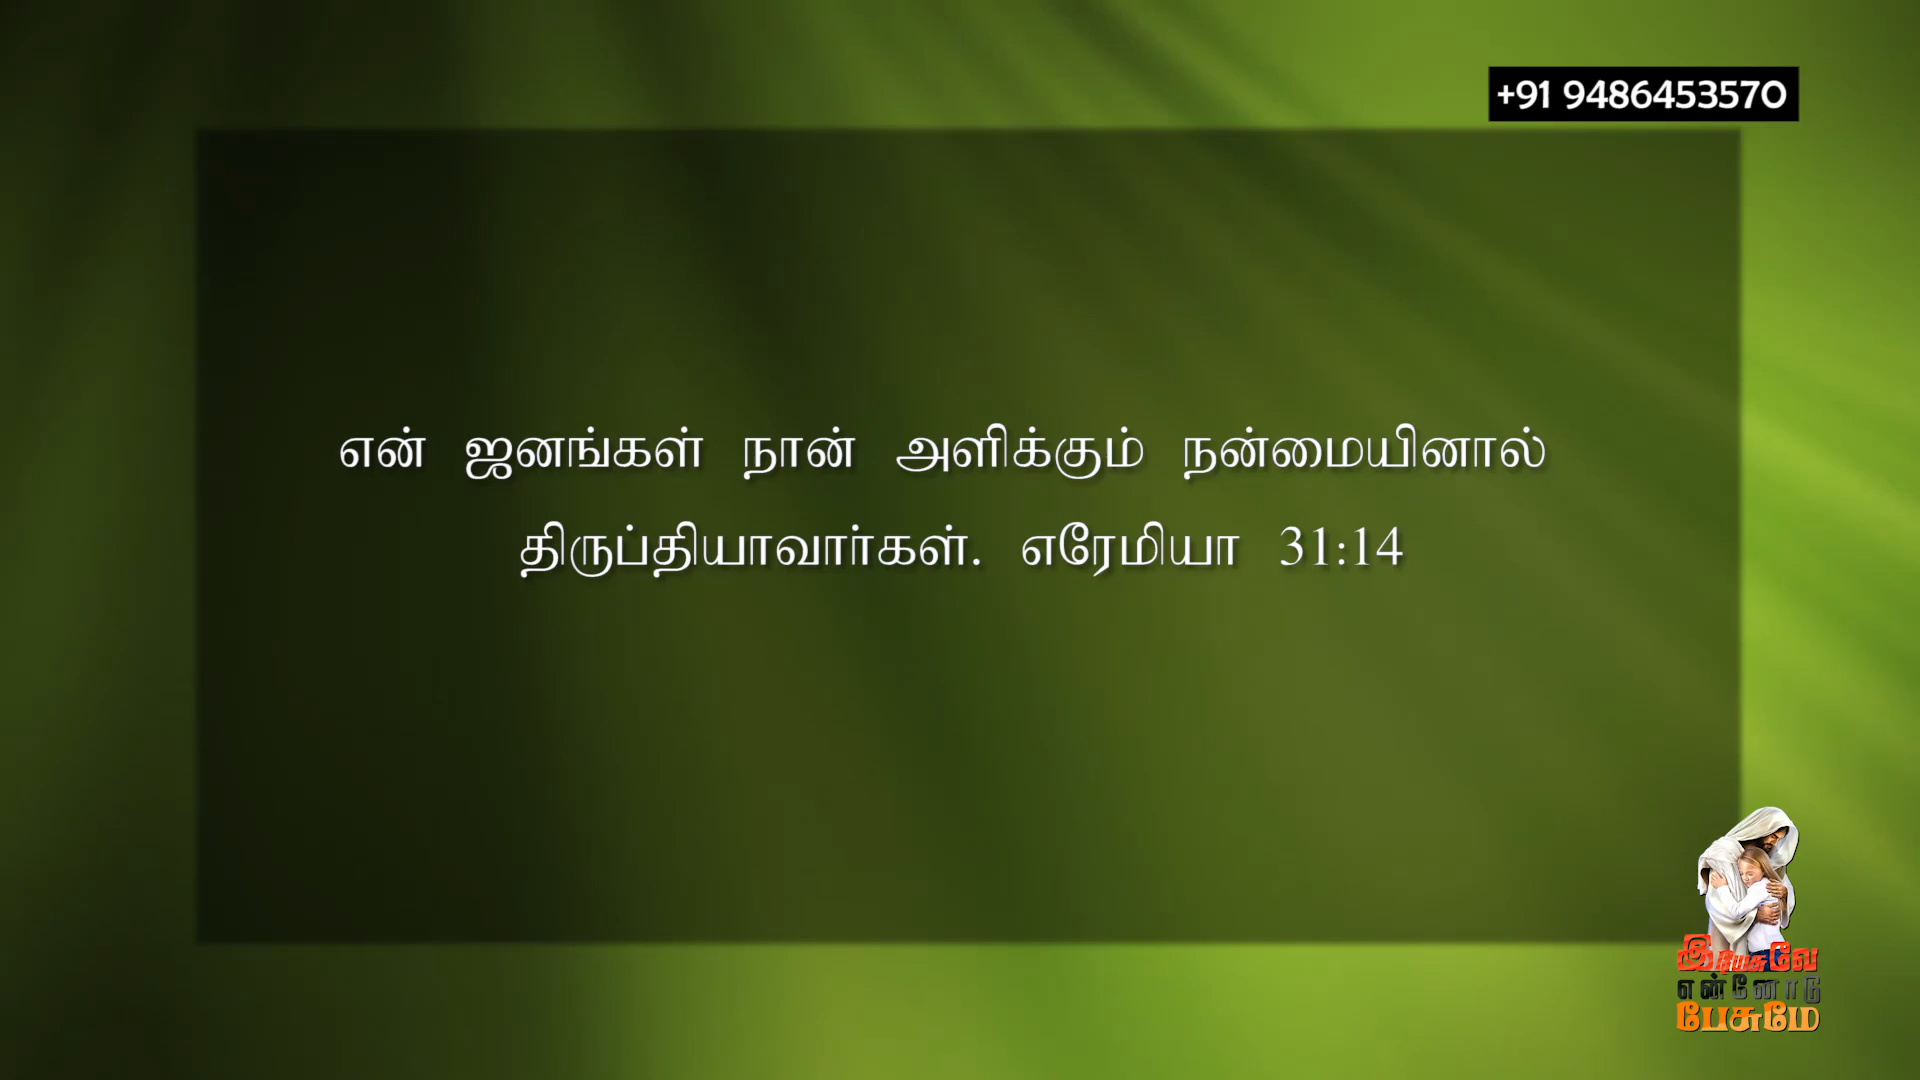 +91 9486453570
என் ஜனங்கள் நான் அளிக்கும் நன்மையினால்
திருப்தியாவார்கள். எரேமியா 31:14
இயேசுவே
என்னோடு
பேசுமே